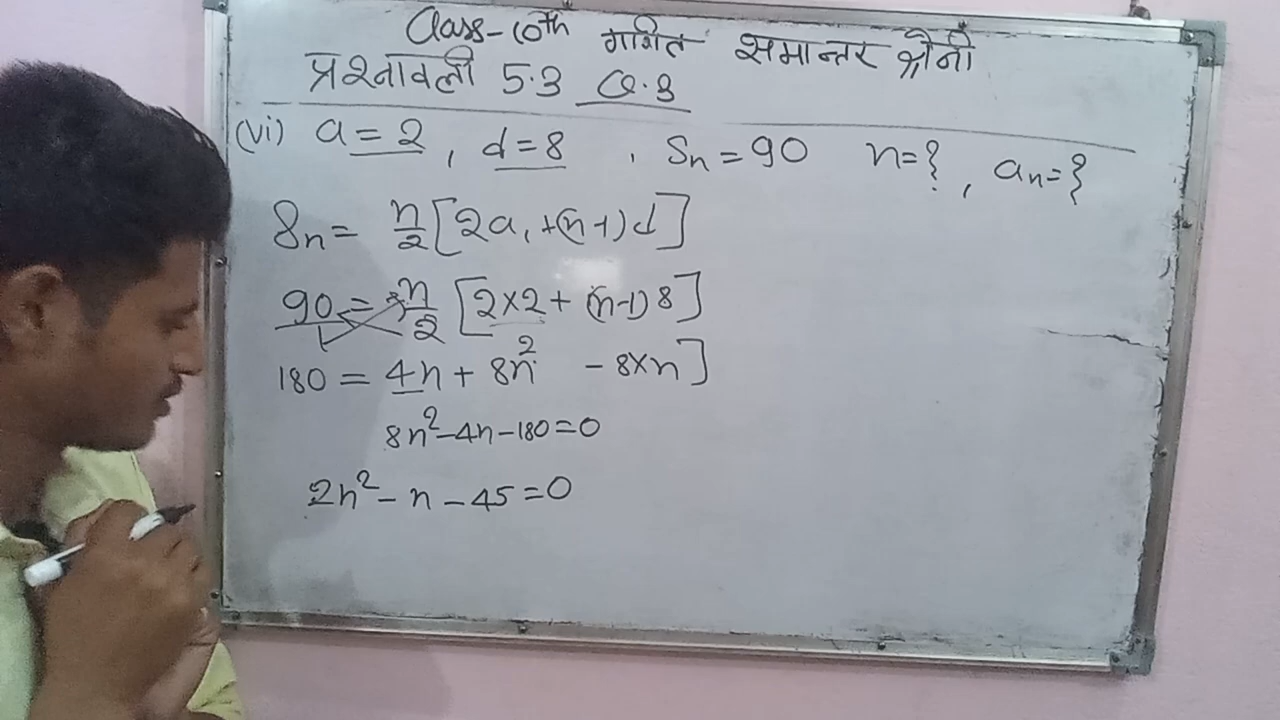 Class-10th गणित समान्तर श्रेनी
प्रश्नावली 5.3 Q.3
(vi) a=2, d=8, Sn=90 n=?, an=?
Sn= n/2[2a+(n-1)d]
90= n/2 [2×2+(n-1)8]
180 = 4n+ 8n² -8×n]
8n²-4n-180=0
2n²-n-45=0